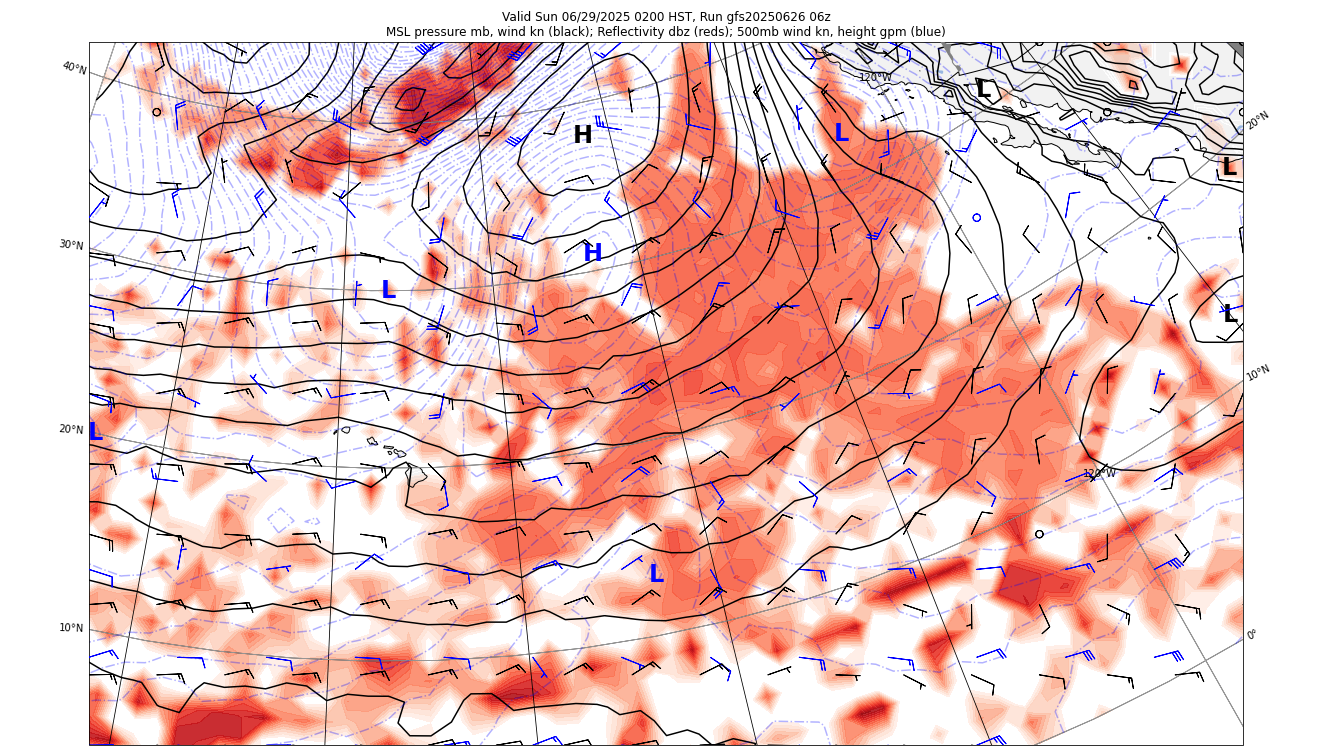 Valid Sun 06/29/2025 0200 HST, Run gfs20250626 06z
MSL pressure mb, wind kn (black); Reflectivity dbz (reds); 500mb wind kn, height gpm (blue)
40°N
120°W
L
H
L
20°N
L
30°N
H
L
L
10°N
20°N
L
120°W
L
10°N
0°